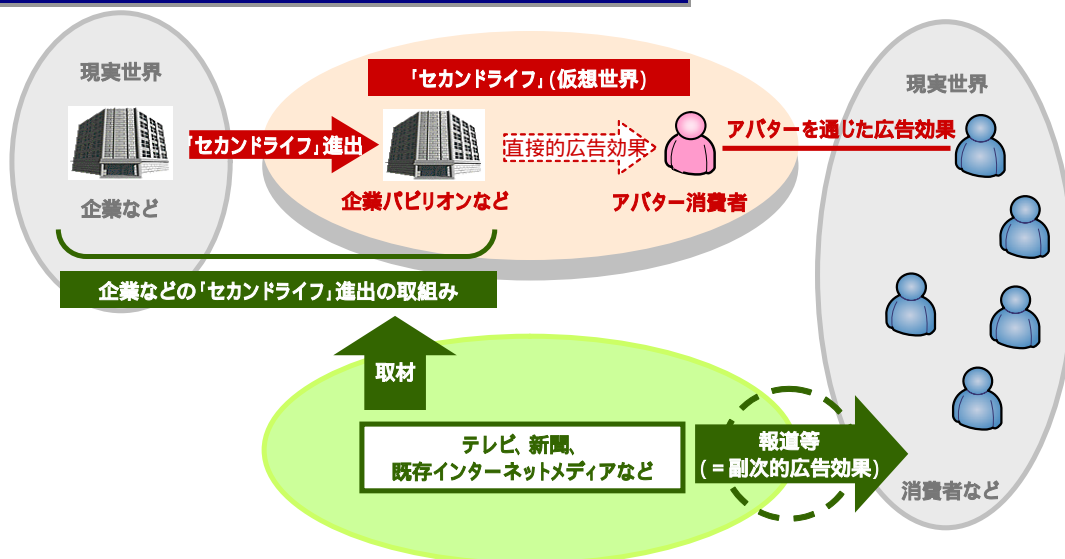 現実世界
「セカンドライフ」(仮想世界)
現実世界
「セカンドライフ」進出
直接的広告効果
アバターを通じた広告効果
企業など
企業パビリオンなど
アバター消費者
企業などの「セカンドライフ」進出の取組み
取材
テレビ、新聞、
既存インターネットメディアなど
報道等
(=副次的広告効果)
消費者など